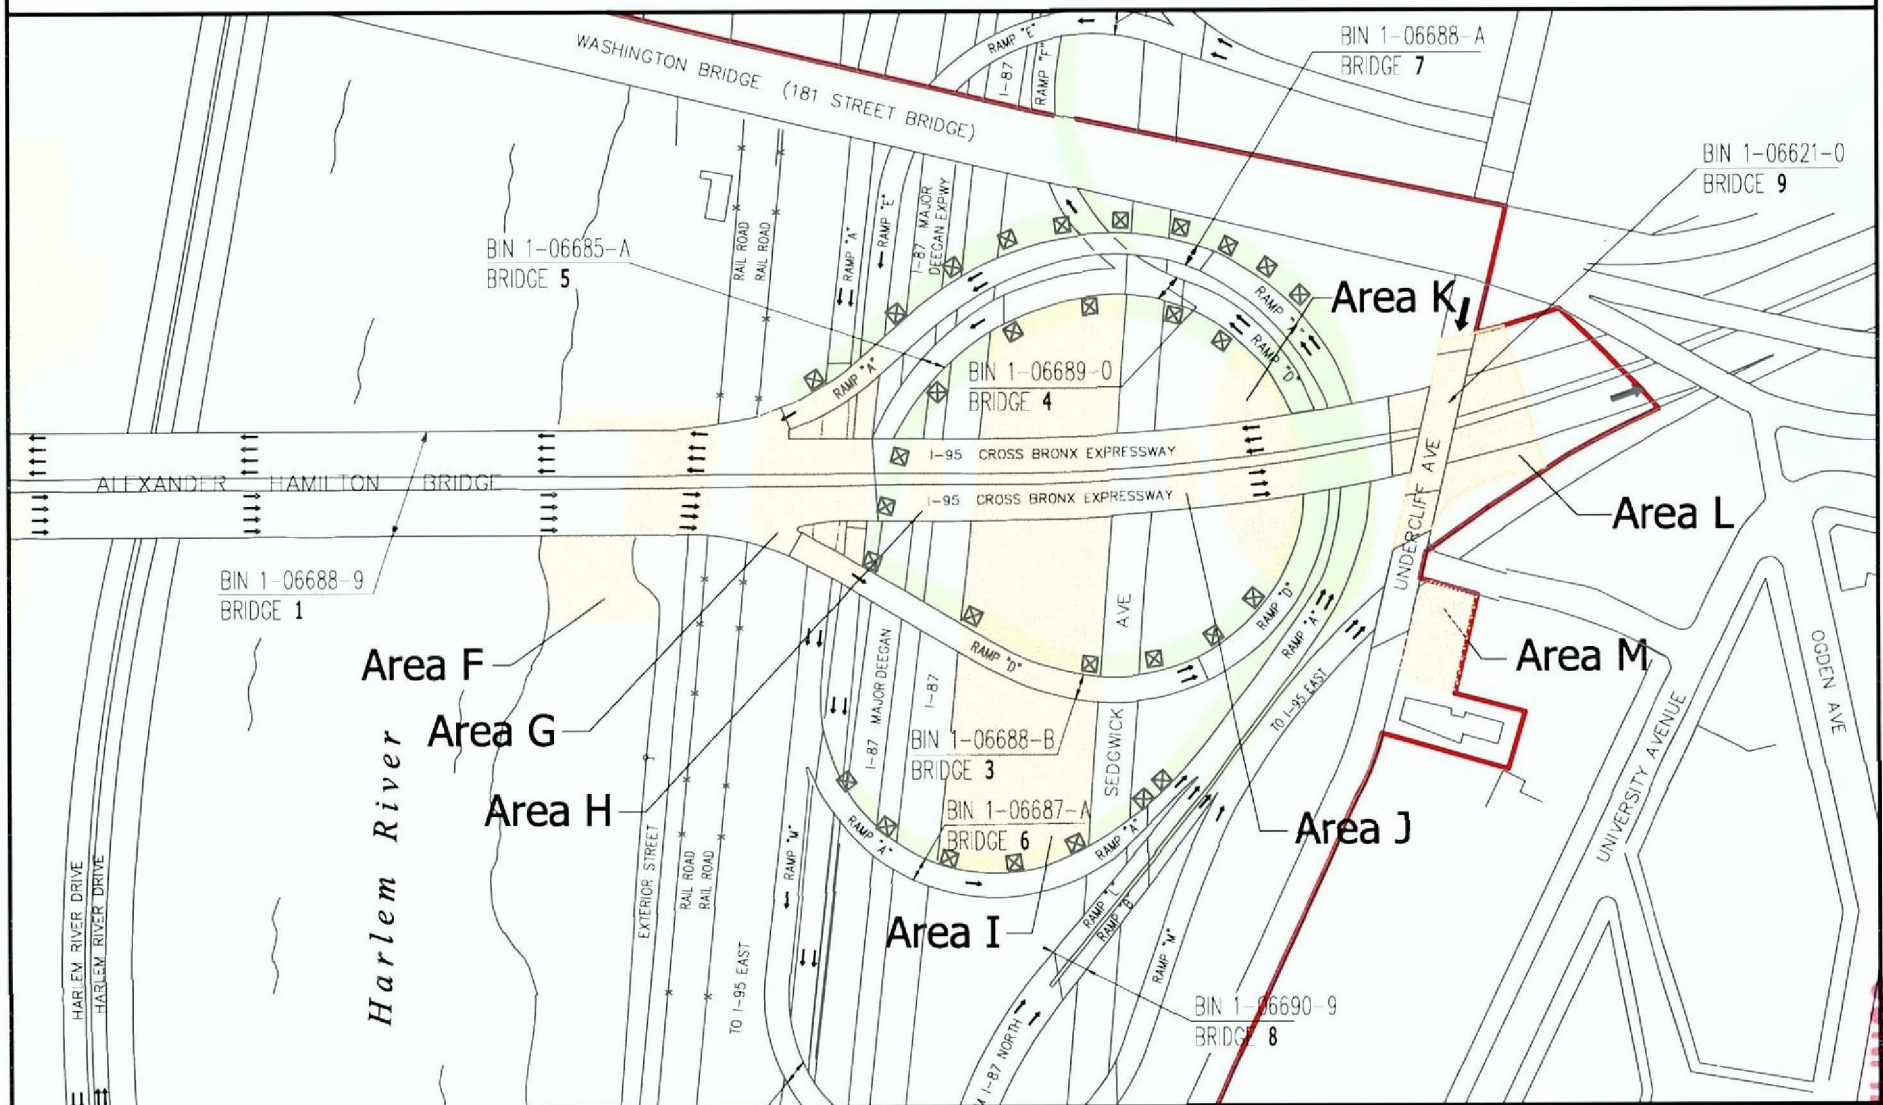 BIN 1-06688-A
BRIDGE 7
RAMP "E"
I-87
RAMP "F"
WASHINGTON BRIDGE (181 STREET BRIDGE)
BIN 1-06621-0
BRIDGE 9
BIN 1-06685-A
BRIDGE 5
RAIL ROAD
RAIL ROAD
RAMP "A"
RAMP "E"
I-87 MAJOR
DEEGAN EXPWY
RAMP "A"
RAMP "D"
Area K
RAMP "A"
BIN 1-06689-0
BRIDGE 4
I-95 CROSS BRONX EXPRESSWAY
I-95 CROSS BRONX EXPRESSWAY
ALEXANDER HAMILTON BRIDGE
UNDERCLIFF AVE
Area L
BIN 1-06688-9
BRIDGE 1
AVE
SEDGWICK
RAMP "D"
RAMP "A"
RAMP "D"
TO I-95 EAST
Area F
Area M
OGDEN AVE
I-87 MAJOR DEEGAN
I-87
Area G
BIN 1-06688-B
BRIDGE 3
UNIVERSITY AVENUE
Harlem River
Area H
BIN 1-06687-A
BRIDGE 6
Area J
RAMP "A"
RAMP "A"
HARLEM RIVER DRIVE
HARLEM RIVER DRIVE
EXTERIOR STREET
RAIL ROAD
RAIL ROAD
RAMP "M"
Area I
RAMP "L"
RAMP "B"
RAMP "M"
TO I-95 EAST
BIN 1-06690-9
BRIDGE 8
I-87 NORTH